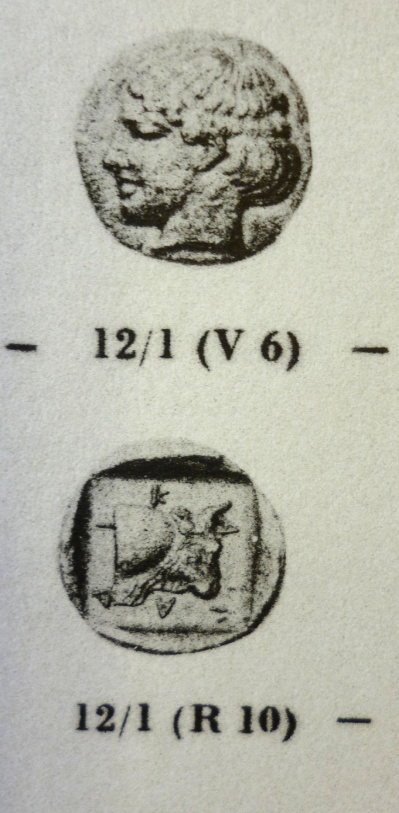 — 12/1 (V 6) —
12/1 (R 10) —